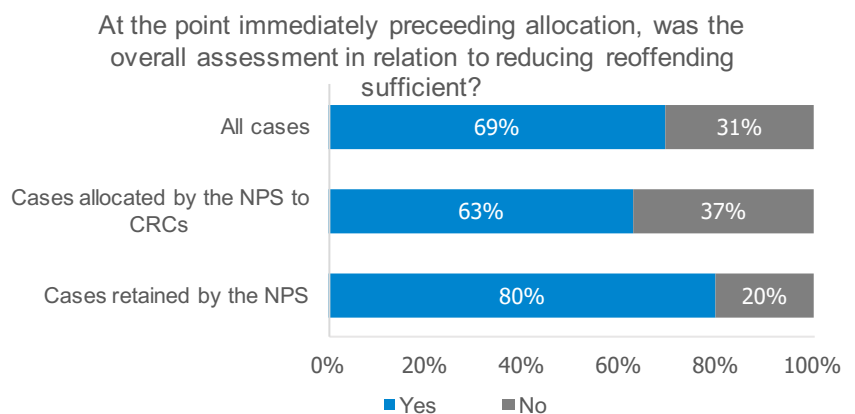 At the point immediately preceeding allocation, was the
overall assessment in relation to reducing reoffending
sufficient?
All cases
69%
31%
Cases allocated by the NPS to
CRCs
63%
37%
Cases retained by the NPS
80%
20%
0%
20%
40%
60%
80%
100%
Yes
No